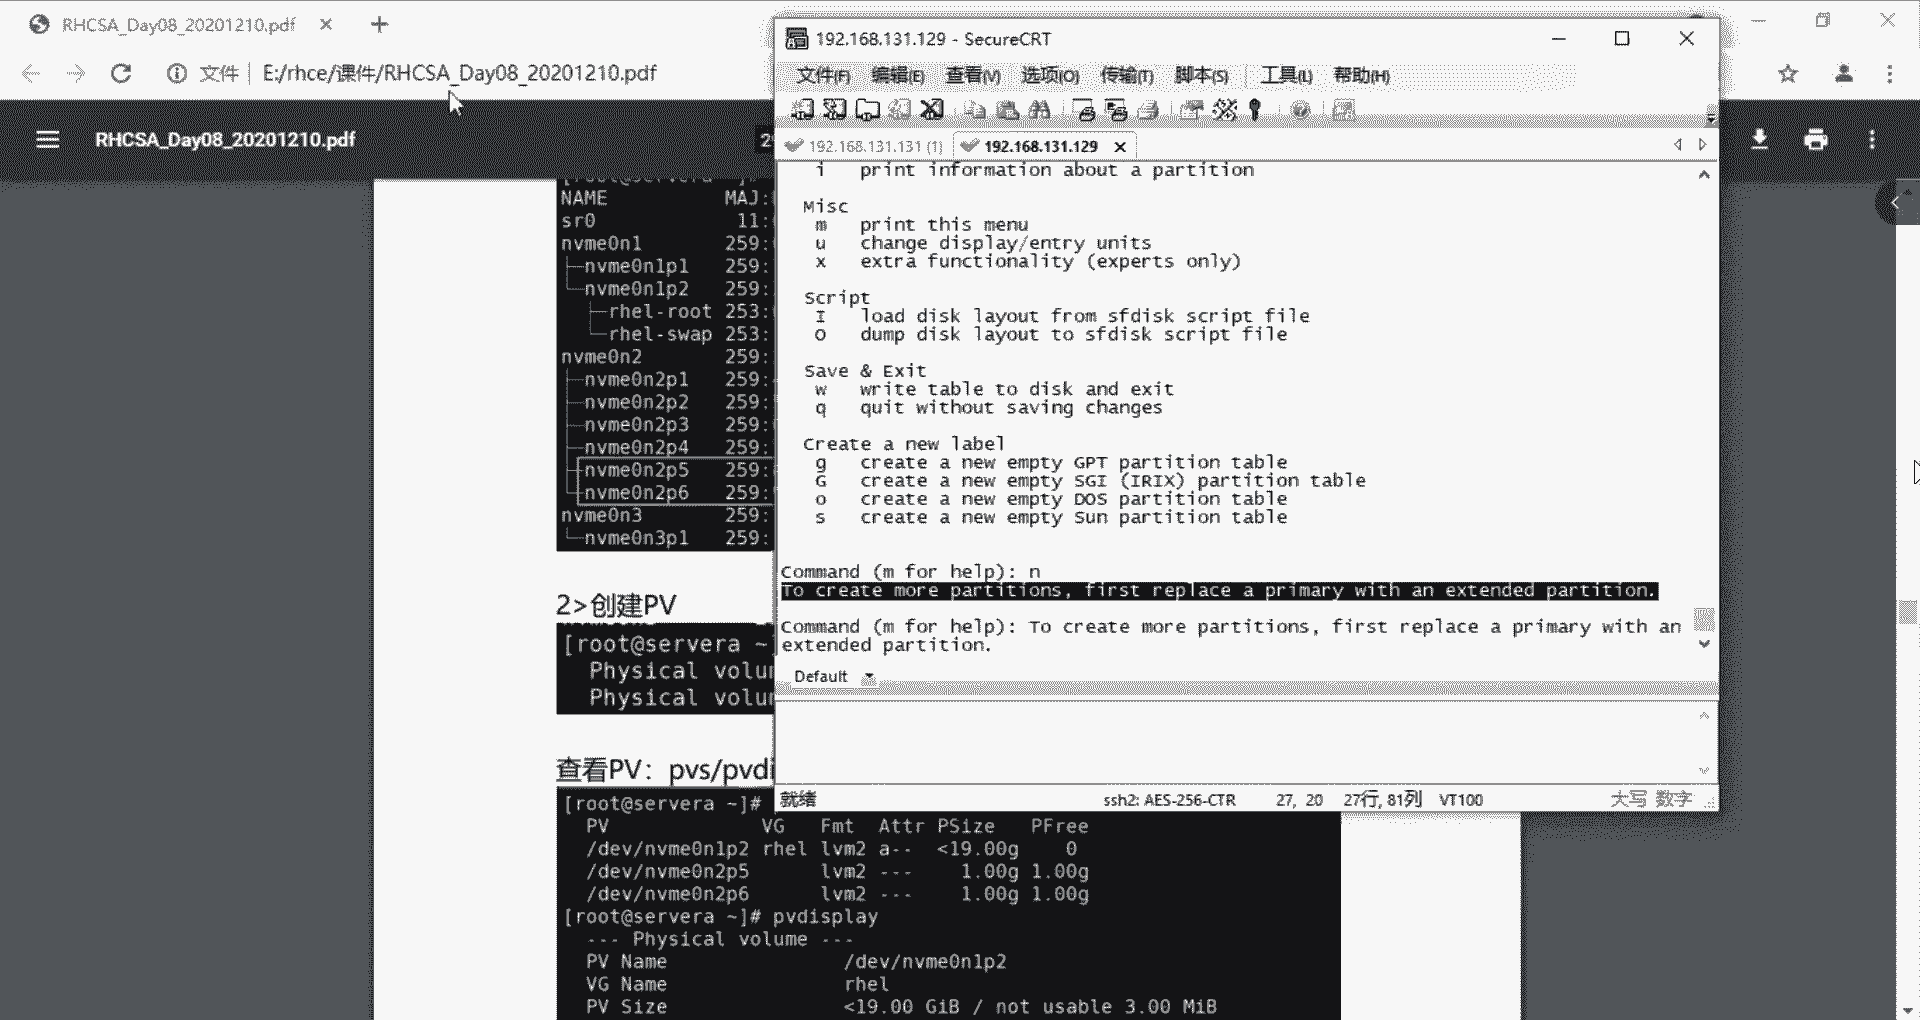 RHCSA_Day08_20201210.pdf
文件 E:/rhce/课件/RHCSA_Day08_20201210.pdf
RHCSA_Day08_20201210.pdf
NAME MAJ:
sr0 11:
nvme0n1 259:
nvme0n1p1 259:
nvme0n1p2 259:
rhel-root 253:
rhel-swap 253:
nvme0n2 259:
nvme0n2p1 259:
nvme0n2p2 259:
nvme0n2p3 259:
nvme0n2p4 259:
nvme0n2p5 259:
nvme0n2p6 259:
nvme0n3 259:
nvme0n3p1 259:
2>创建PV
[root@servera ~]
Physical volu
Physical volu
查看PV：pvs/pvdi
[root@servera ~]#
PV VG Fmt Attr PSize PFree
/dev/nvme0n1p2 rhel lvm2 a-- <19.00g 0
/dev/nvme0n2p5 lvm2 --- 1.00g 1.00g
/dev/nvme0n2p6 lvm2 --- 1.00g 1.00g
[root@servera ~]# pvdisplay
--- Physical volume ---
PV Name /dev/nvme0n1p2
VG Name rhel
PV Size <19.00 GiB / not usable 3.00 MiB
192.168.131.129 - SecureCRT
文件(F) 编辑(E) 查看(V) 选项(O) 传输(T) 脚本(S) 工具(L) 帮助(H)
192.168.131.131 (1) 192.168.131.129
i print information about a partition
Misc
m print this menu
u change display/entry units
x extra functionality (experts only)
Script
I load disk layout from sfdisk script file
O dump disk layout to sfdisk script file
Save & Exit
w write table to disk and exit
q quit without saving changes
Create a new label
g create a new empty GPT partition table
G create a new empty SGI (IRIX) partition table
o create a new empty DOS partition table
s create a new empty Sun partition table
Command (m for help): n
To create more partitions, first replace a primary with an extended partition.
Command (m for help): To create more partitions, first replace a primary with an
extended partition.
Default
就绪 ssh2: AES-256-CTR 27, 20 27行, 81列 VT100 大写 数字